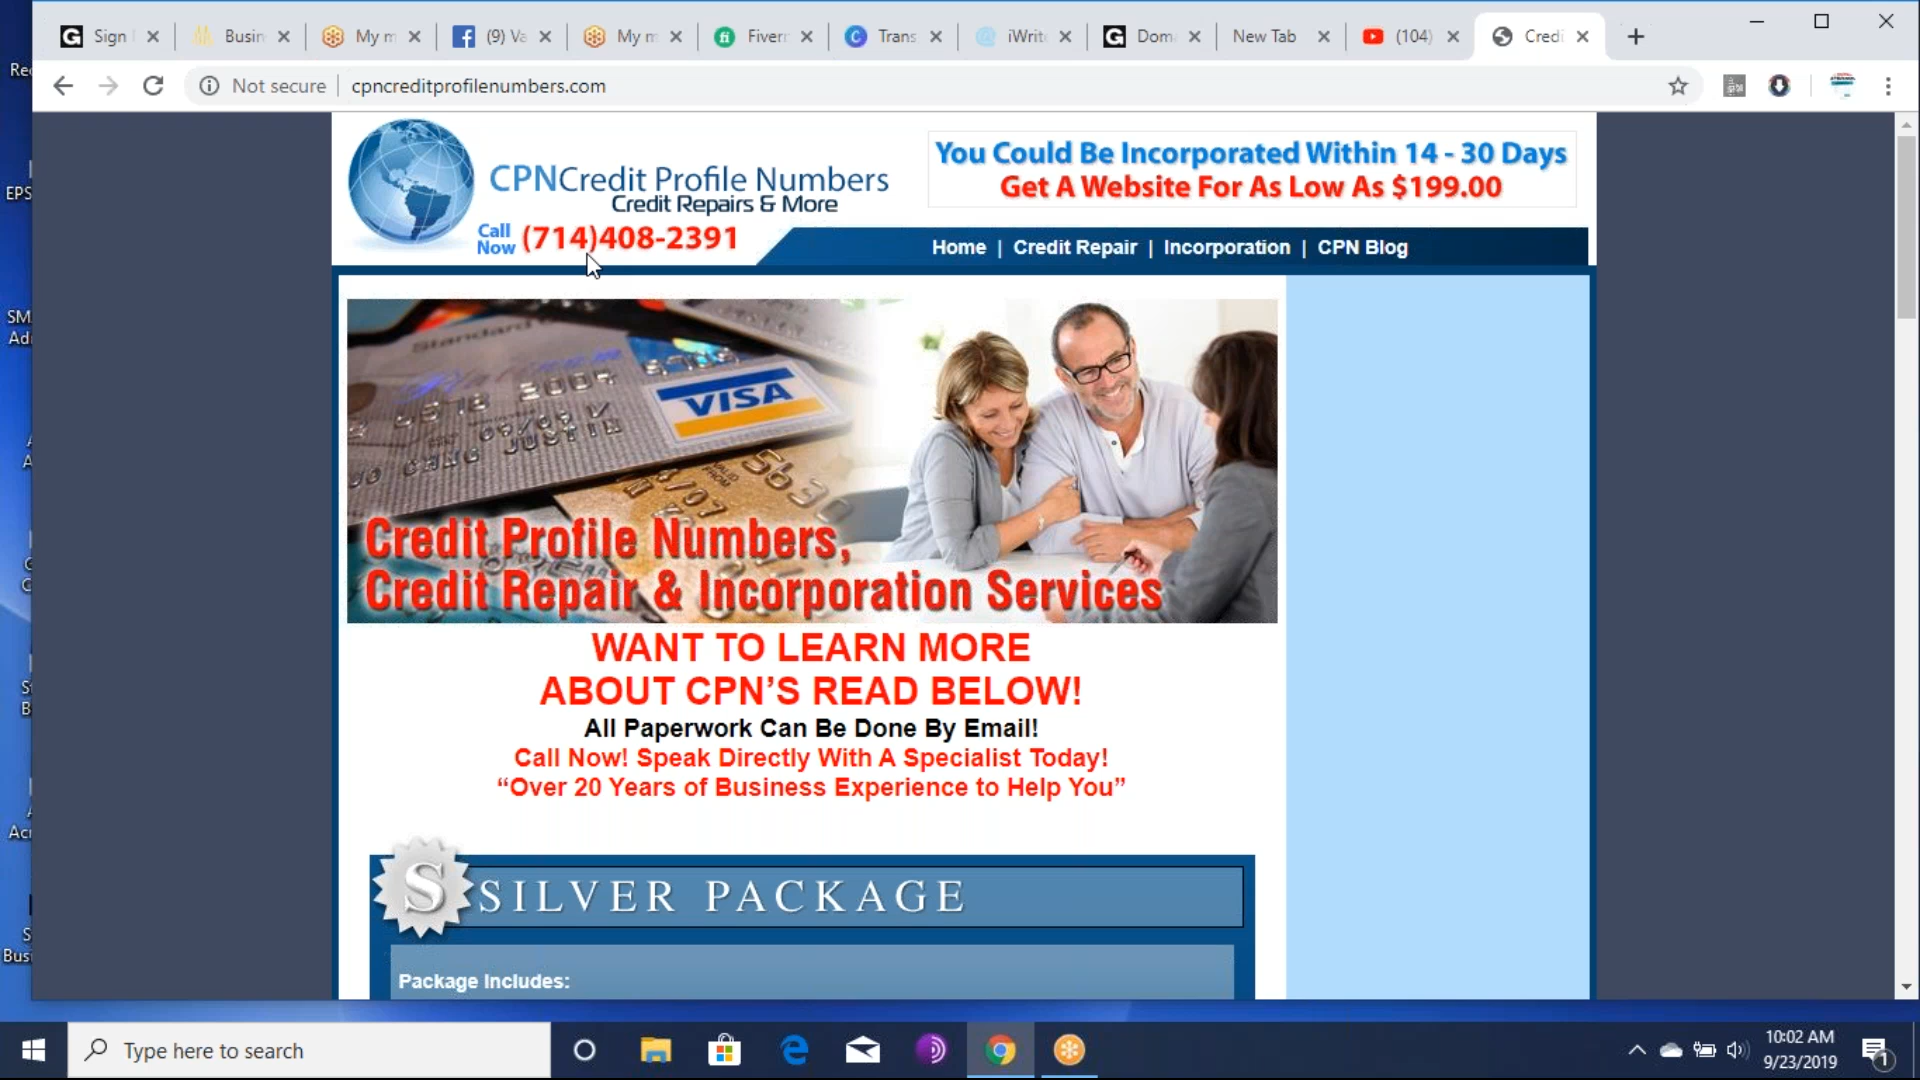 Sign
Busin
My m
(9) Va
My m
Fiverr
Trans
iWrite
Dom
New Tab
(104)
Credi
Not secure
cpncreditprofilenumbers.com
CPNCredit Profile Numbers
Credit Repairs & More
Call Now (714)408-2391
You Could Be Incorporated Within 14 - 30 Days
Get A Website For As Low As $199.00
Home | Credit Repair | Incorporation | CPN Blog
VISA
Credit Profile Numbers,
Credit Repair & Incorporation Services
WANT TO LEARN MORE
ABOUT CPN'S READ BELOW!
All Paperwork Can Be Done By Email!
Call Now! Speak Directly With A Specialist Today!
“Over 20 Years of Business Experience to Help You”
S SILVER PACKAGE
Package Includes:
Type here to search
10:02 AM
9/23/2019
1